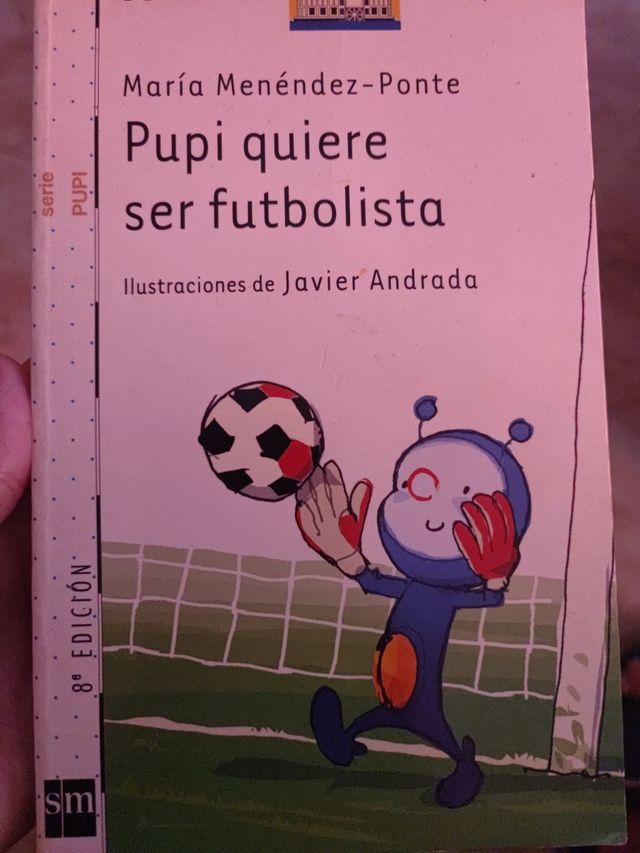 María Menéndez-Ponte
Pupi quiere
ser futbolista
Ilustraciones de Javier Andrada
serie
PUPI
8ª EDICIÓN
sm